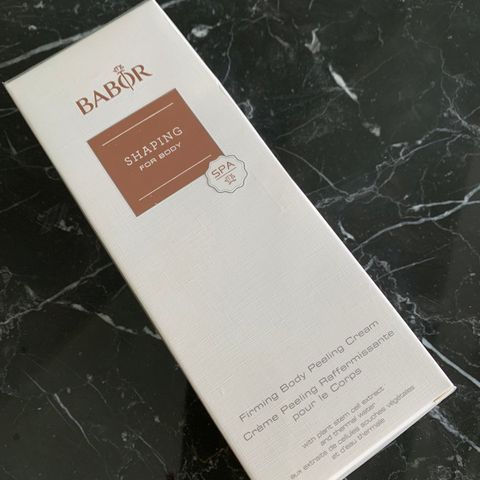 BABOR
SHAPING
FOR BODY
SPA
Firming Body Peeling Cream
Crème Peeling Raffermissante
pour le Corps
with plant stem cell extract
and thermal water
aux extraits de cellules souches végétales
et d'eau thermale